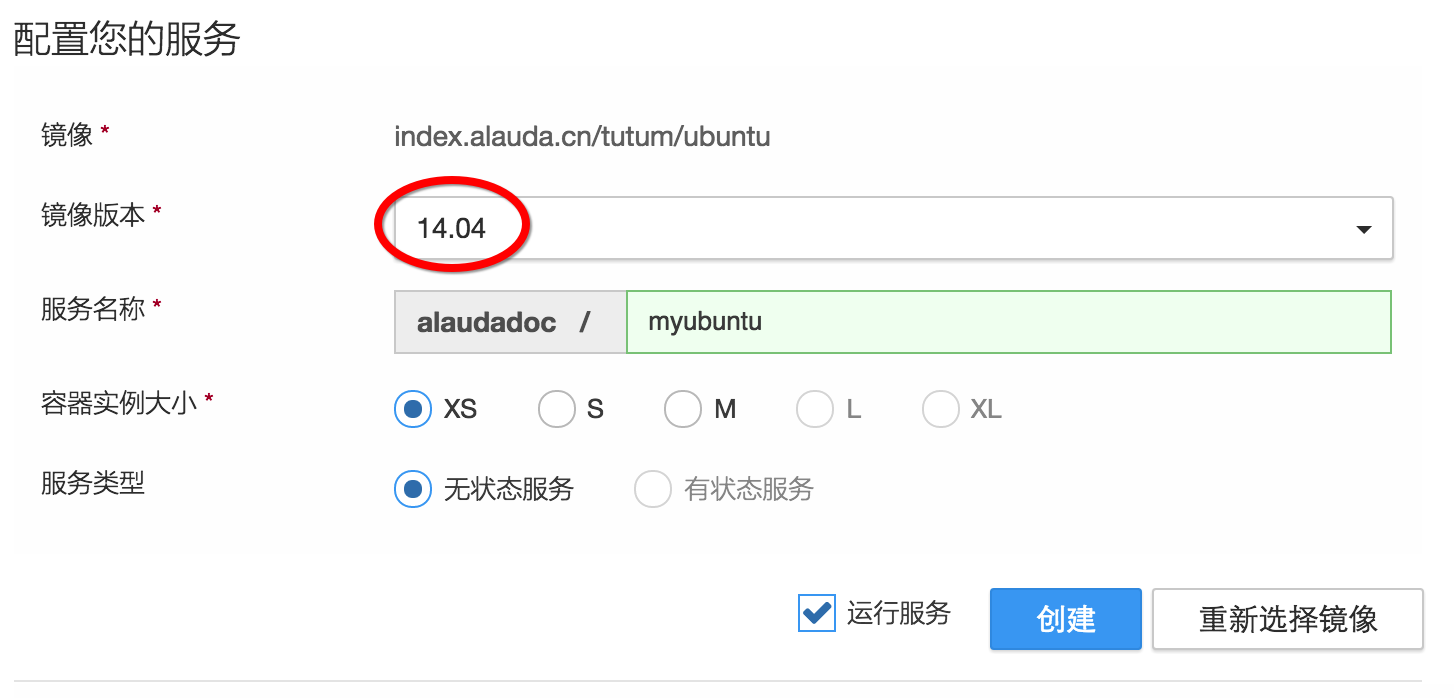 配置您的服务
镜像 * index.alauda.cn/tutum/ubuntu
镜像版本 * 14.04
服务名称 * alaudadoc / myubuntu
容器实例大小 * XS S M L XL
服务类型 无状态服务 有状态服务
运行服务 创建 重新选择镜像